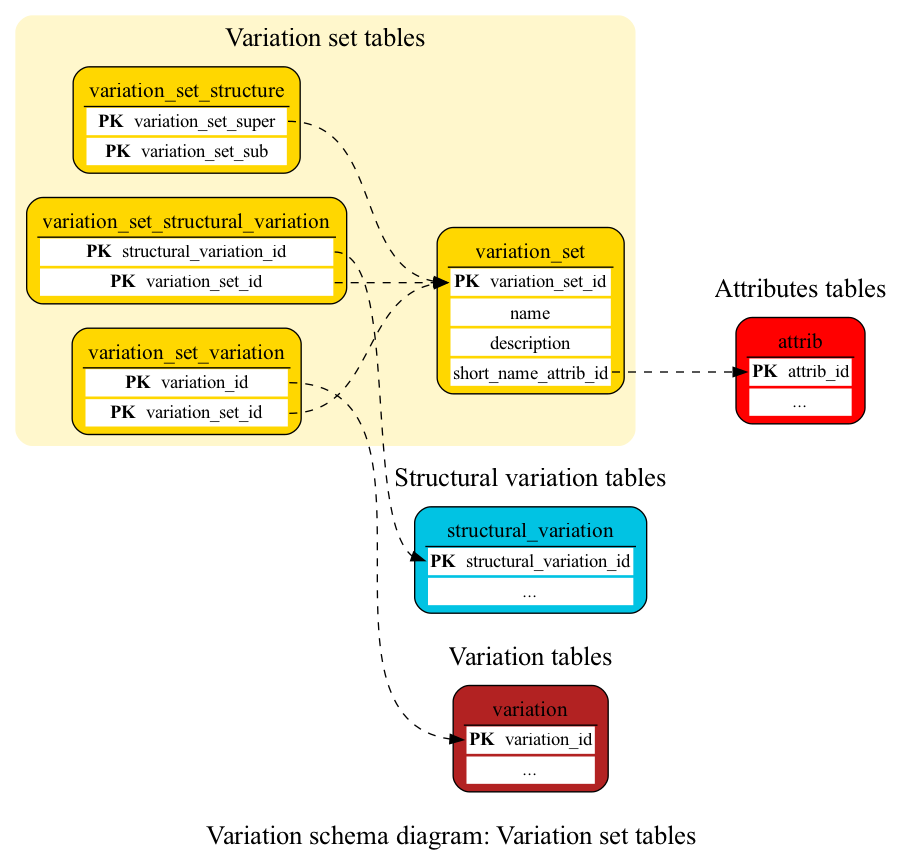 Variation set tables
variation_set_structure
PK variation_set_super
PK variation_set_sub
variation_set_structural_variation
PK structural_variation_id
PK variation_set_id
variation_set_variation
PK variation_id
PK variation_set_id
variation_set
PK variation_set_id
name
description
short_name_attrib_id
Attributes tables
attrib
PK attrib_id
...
Structural variation tables
structural_variation
PK structural_variation_id
...
Variation tables
variation
PK variation_id
...
Variation schema diagram: Variation set tables